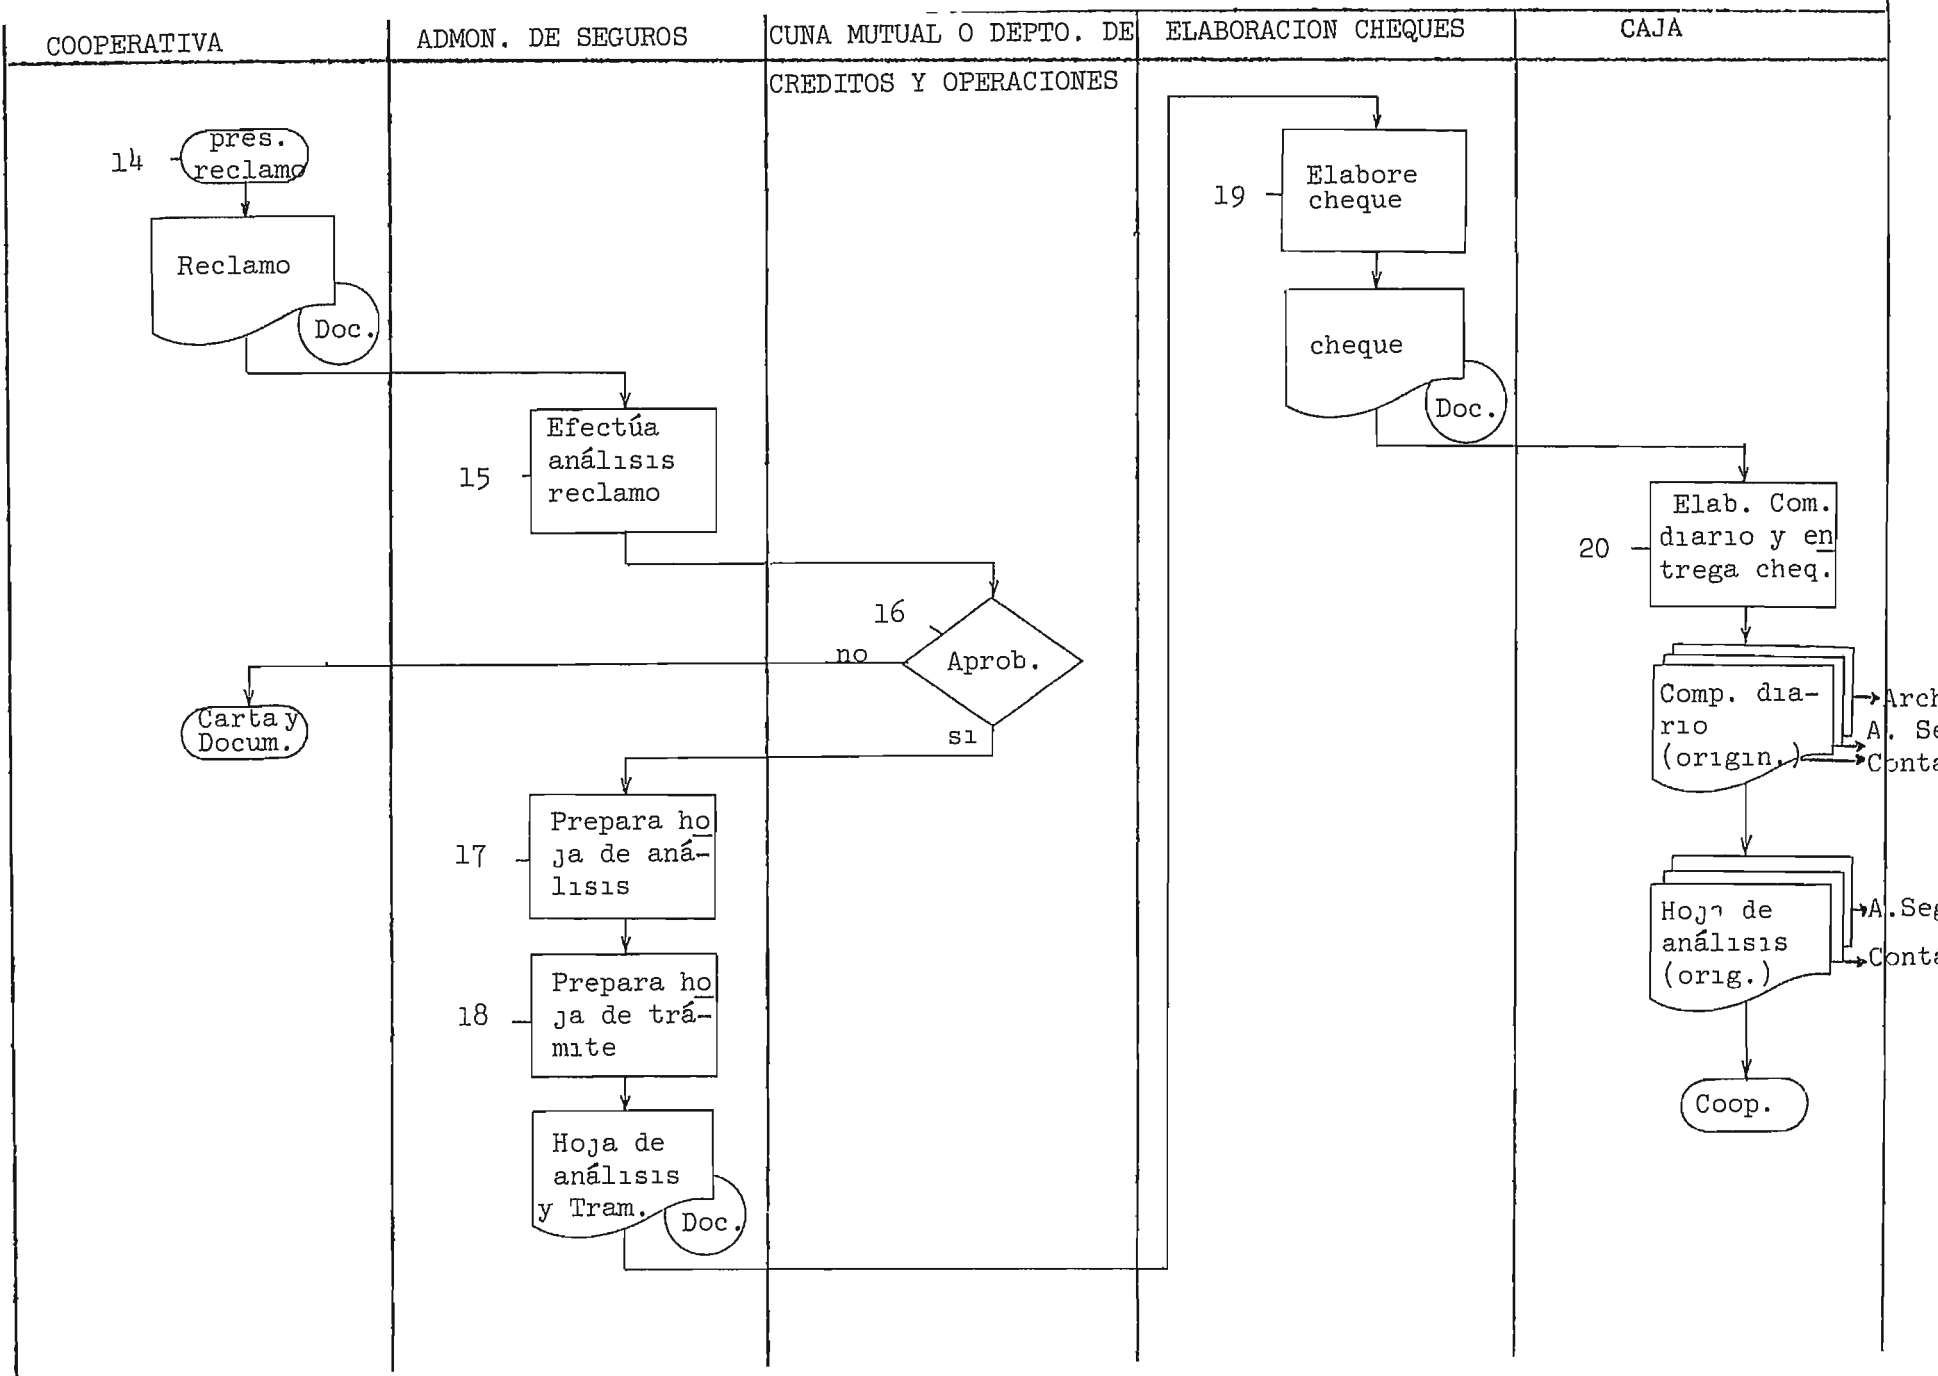 COOPERATIVA
ADMON. DE SEGUROS
CUNA MUTUAL O DEPTO. DE
CREDITOS Y OPERACIONES
ELABORACION CHEQUES
CAJA
14
pres.
reclamo
Reclamo
Doc.
15
Efectúa
análisis
reclamo
16
Aprob.
no
si
Carta y
Docum.
17
Prepara ho
ja de aná-
lisis
18
Prepara ho
ja de trá-
mite
Hoja de
análisis
y Tram.
Doc.
19
Elabore
cheque
cheque
Doc.
20
Elab. Com.
diario y en
trega cheq.
Comp. dia-
rio
(origin.)
A.
Hoja de
análisis
(orig.)
Coop.